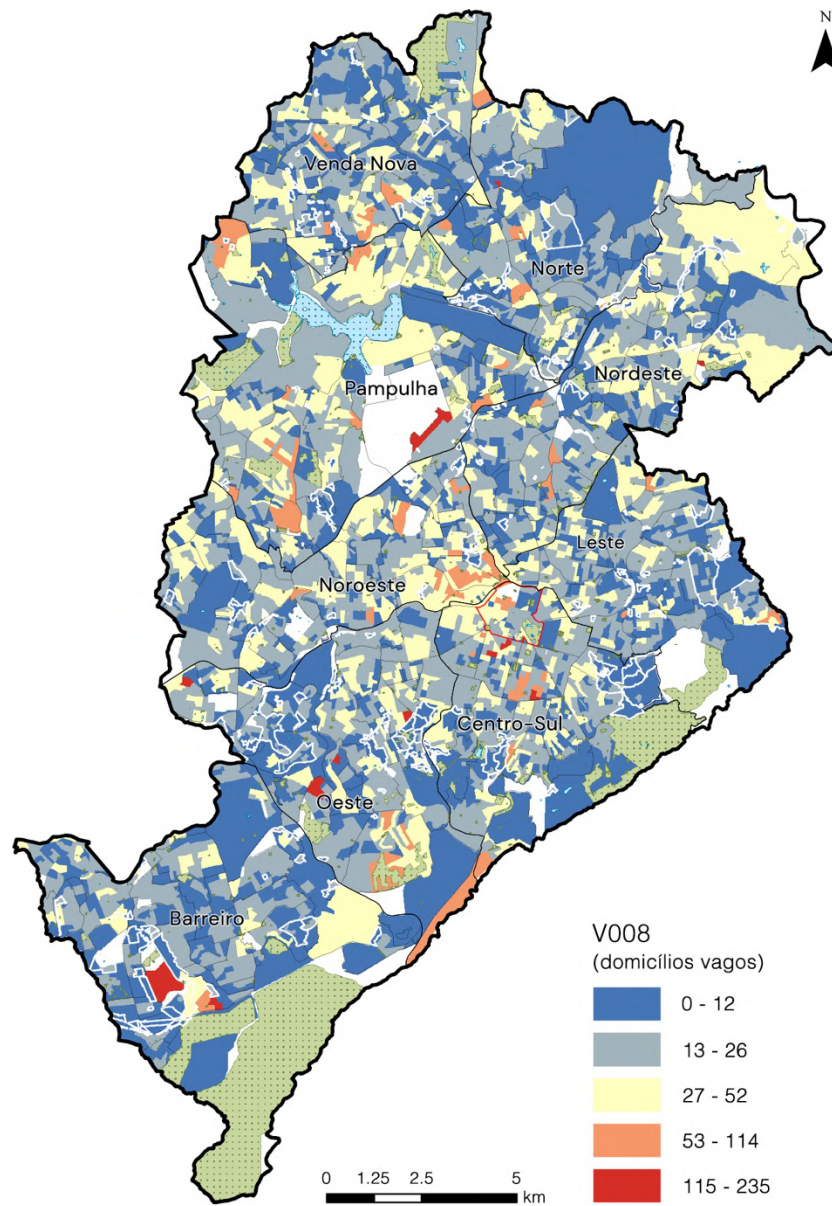 N
Venda Nova
Norte
Nordeste
Pampulha
Leste
Noroeste
Centro-Sul
Oeste
Barreiro
V008
(domicílios vagos)
0 - 12
13 - 26
27 - 52
53 - 114
115 - 235
0 1.25 2.5 5
km